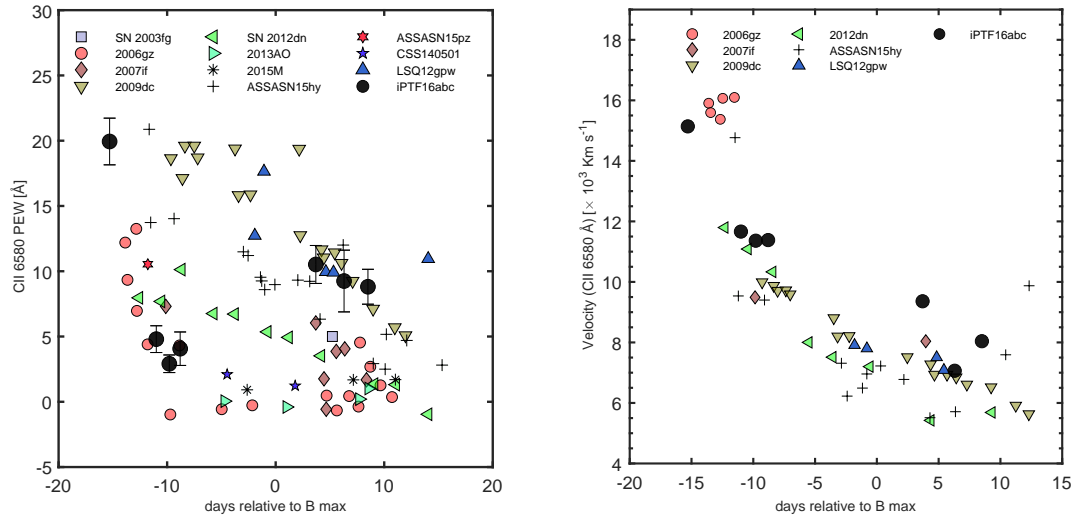 30
25
20
15
10
5
0
-5
-20
-10
0
10
20
CII 6580 PEW [Å]
days relative to B max
SN 2003fg
2006gz
2007if
2009dc
SN 2012dn
2013AO
2015M
ASSASN15hy
ASSASN15pz
CSS140501
LSQ12gpw
iPTF16abc
18
16
14
12
10
8
6
4
-20
-15
-10
-5
0
5
10
15
Velocity (CII 6580 Å) [× 10³ Km s⁻¹]
days relative to B max
2006gz
2007if
2009dc
2012dn
ASSASN15hy
LSQ12gpw
iPTF16abc